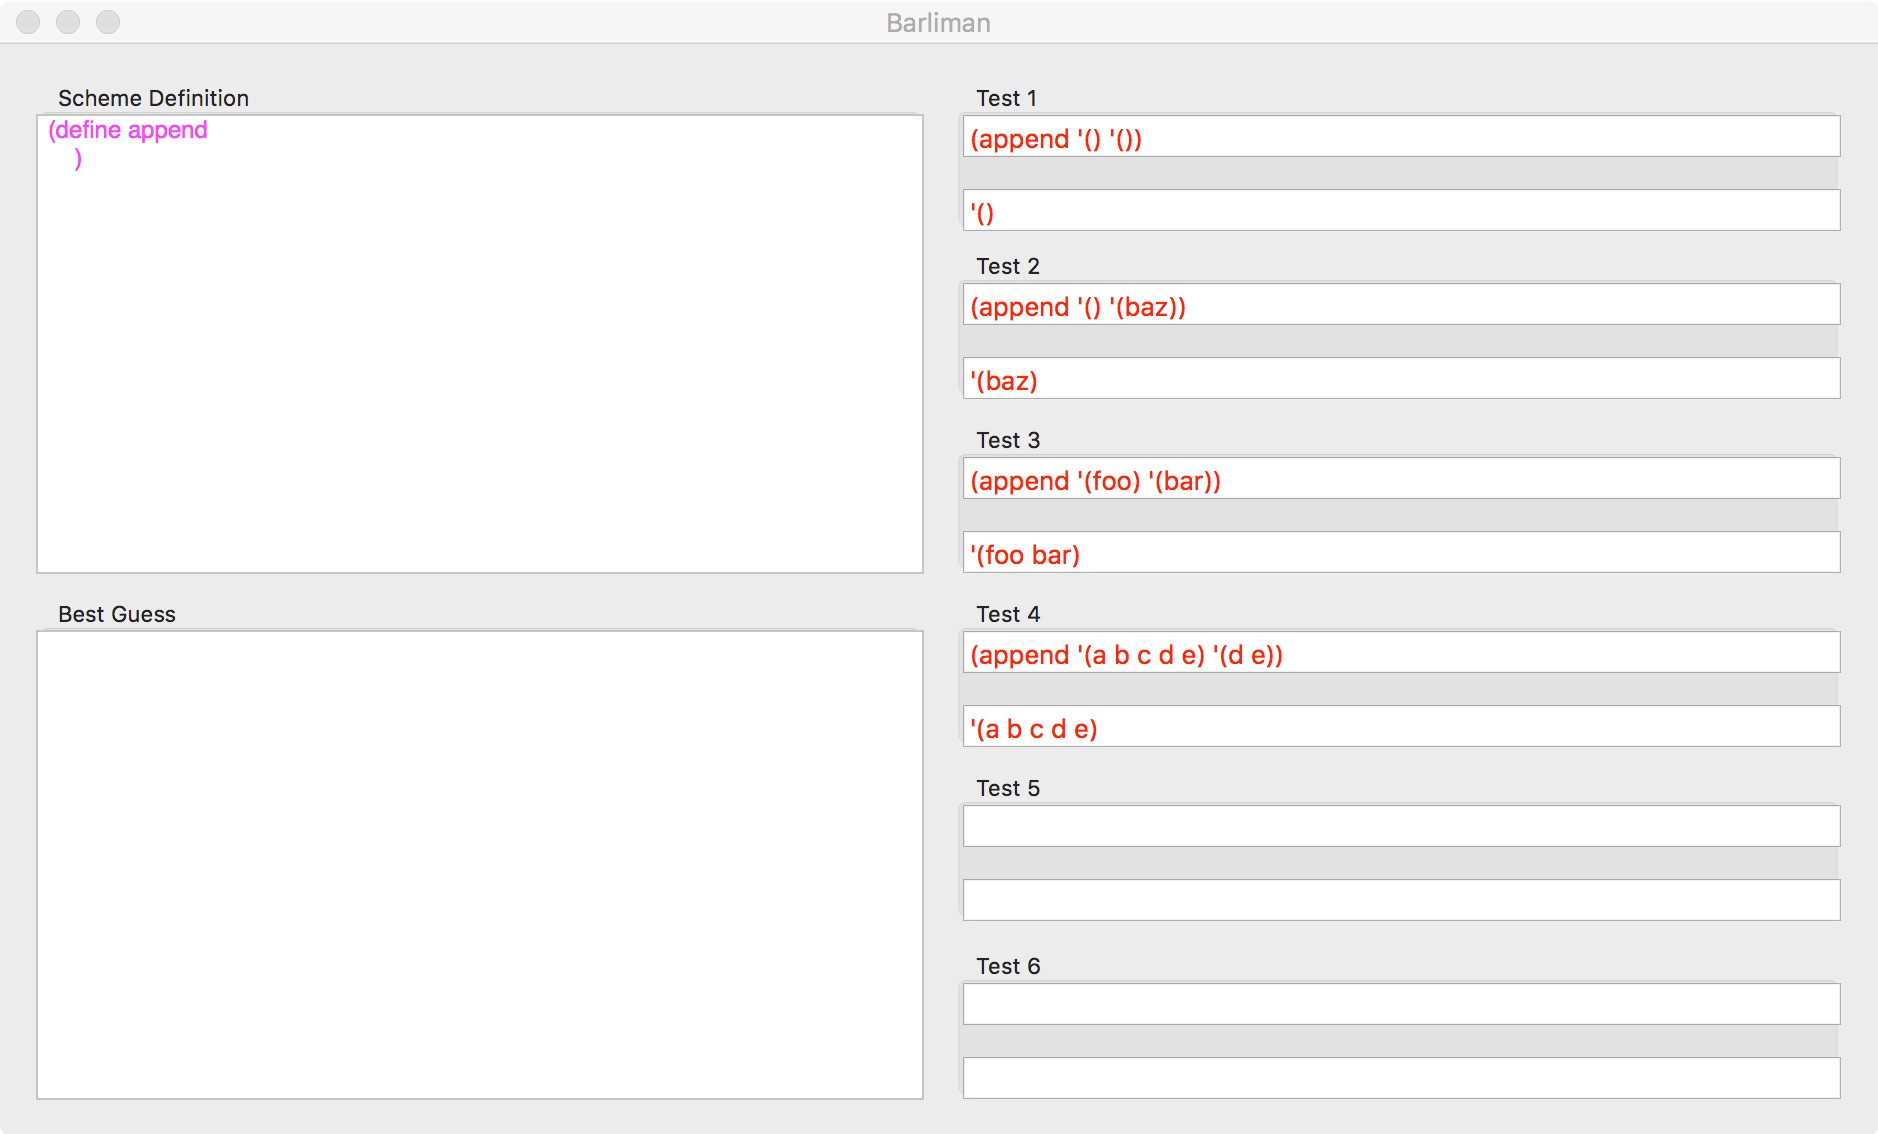 Barliman
Scheme Definition
(define append
)
Best Guess
Test 1
(append '() '())
'()
Test 2
(append '() '(baz))
'(baz)
Test 3
(append '(foo) '(bar))
'(foo bar)
Test 4
(append '(a b c d e) '(d e))
'(a b c d e)
Test 5
Test 6